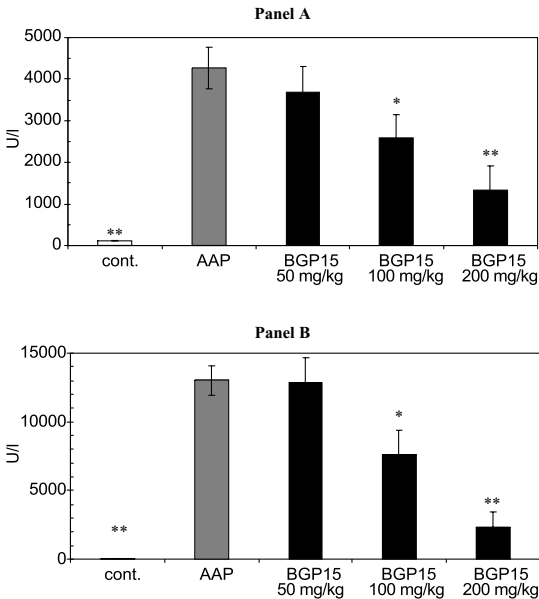 Panel A
5000
4000
3000
2000
1000
0
U/l
**
*
**
cont. AAP BGP15 BGP15 BGP15
50 mg/kg 100 mg/kg 200 mg/kg
Panel B
15000
10000
5000
0
U/l
**
*
**
cont. AAP BGP15 BGP15 BGP15
50 mg/kg 100 mg/kg 200 mg/kg